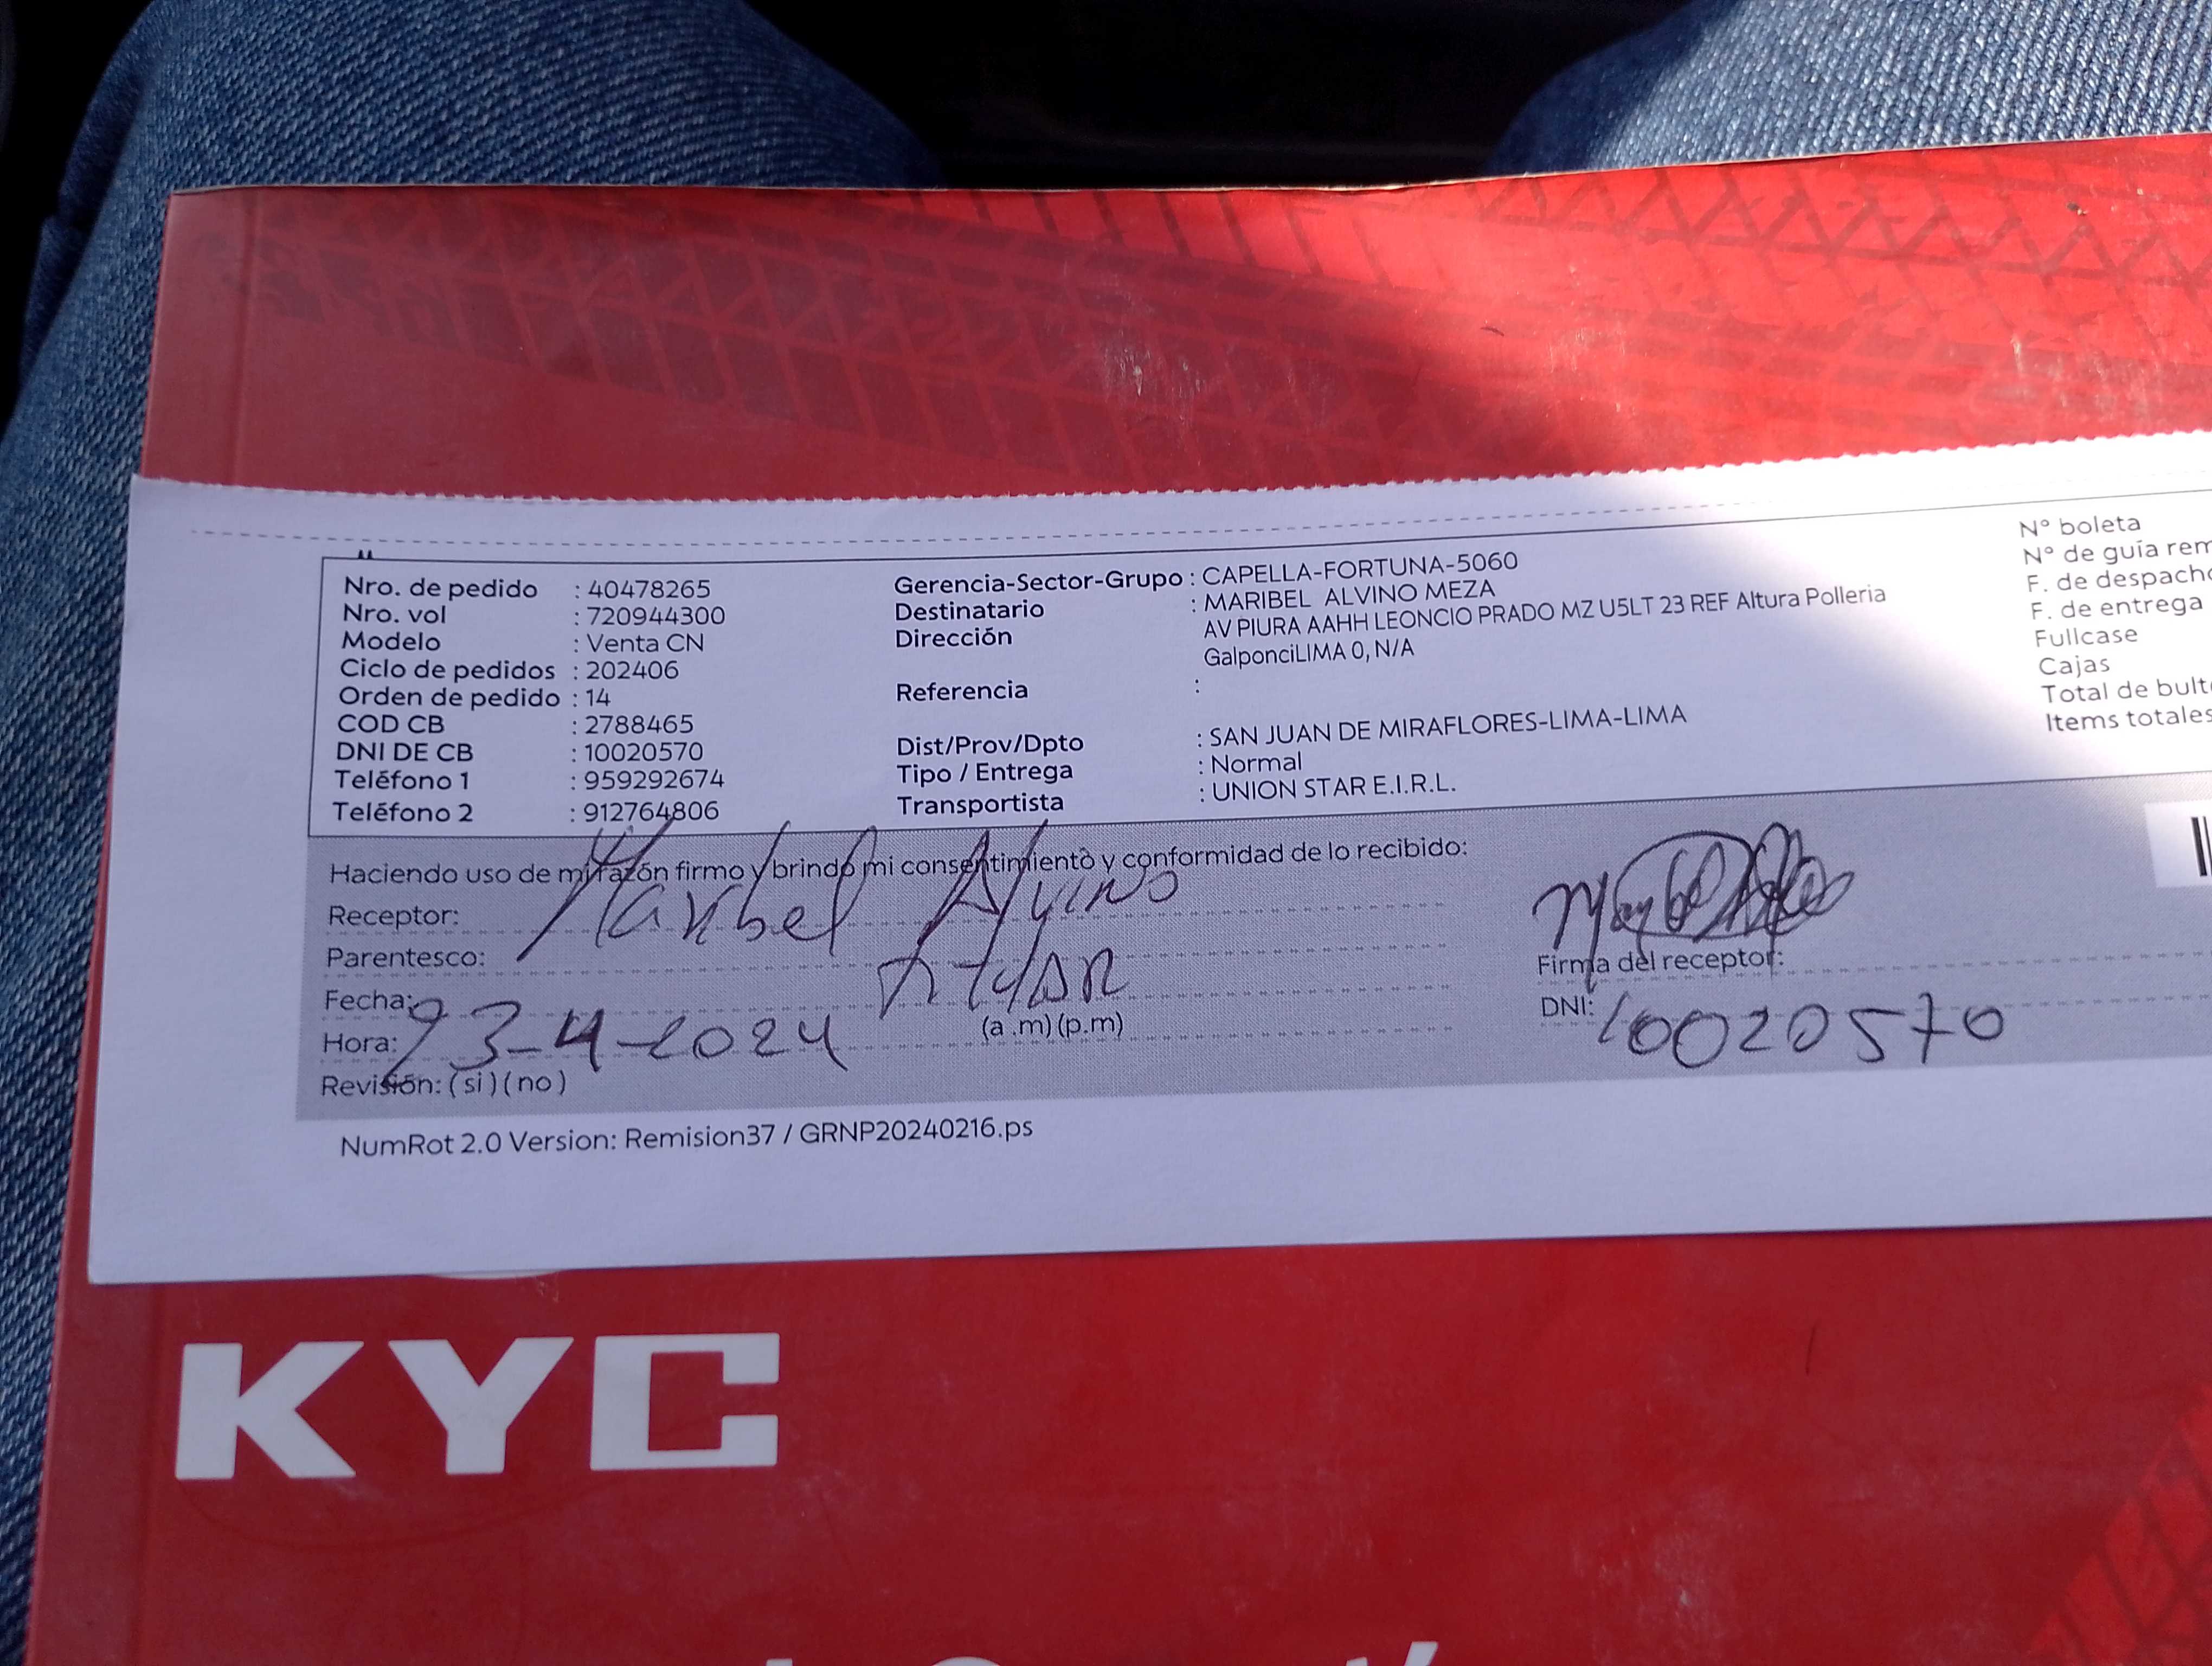 Nro. de pedido : 40478265
Nro. vol : 720944300
Modelo : Venta CN
Ciclo de pedidos : 202406
Orden de pedido : 14
COD CB : 2788465
DNI DE CB : 10020570
Teléfono 1 : 959292674
Teléfono 2 : 912764806
Gerencia-Sector-Grupo : CAPELLA-FORTUNA-5060
Destinatario : MARIBEL ALVINO MEZA
Dirección AV PIURA AAHH LEONCIO PRADO MZ U5LT 23 REF Altura Polleria
GalponciLIMA 0, N/A
Referencia :
Dist/Prov/Dpto : SAN JUAN DE MIRAFLORES-LIMA-LIMA
Tipo / Entrega : Normal
Transportista : UNION STAR E.I.R.L.
N° boleta
N° de guía rem
F. de despacho
F. de entrega
Fullcase
Cajas
Total de bult
Items totales
Haciendo uso de mi razón firmo y brindo mi consentimiento y conformidad de lo recibido:
Receptor: Maribel Alvino
Parentesco:
Fecha: 23-4-2024
Hora: (a .m) (p.m)
Revisión: (si) (no)
Firma del receptor:
DNI: 10020570
NumRot 2.0 Version: Remision37 / GRNP20240216.ps
KYC